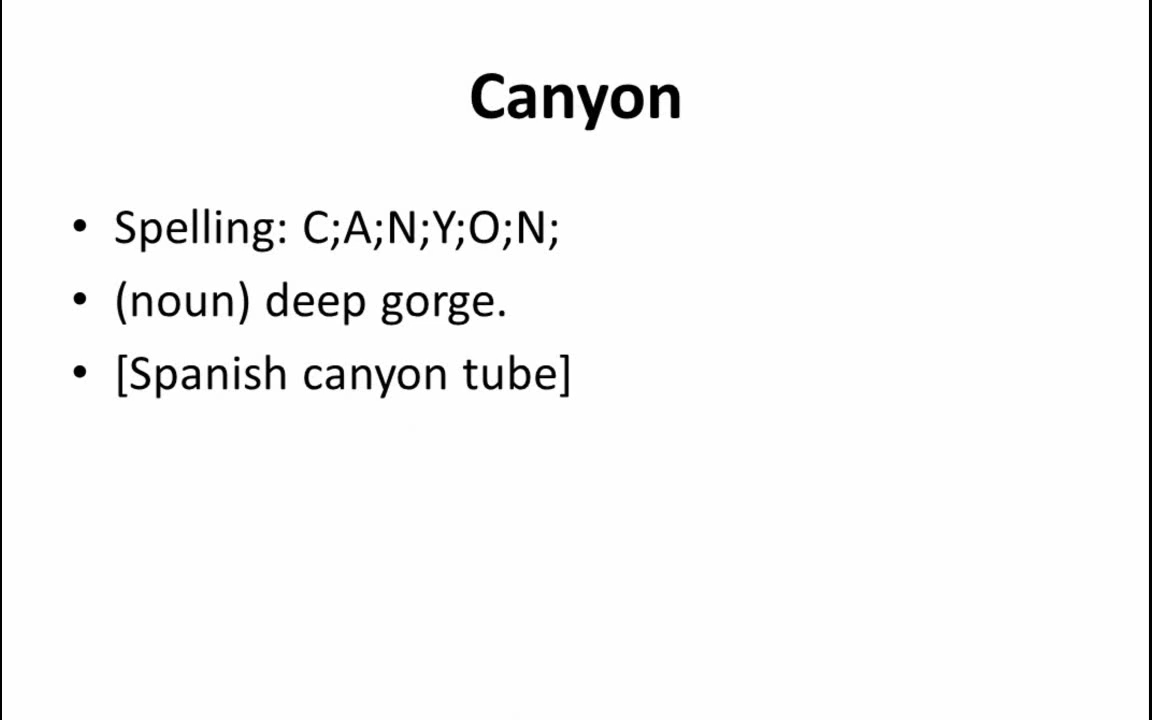 Canyon
• Spelling: C;A;N;Y;O;N;
• (noun) deep gorge.
• [Spanish canyon tube]